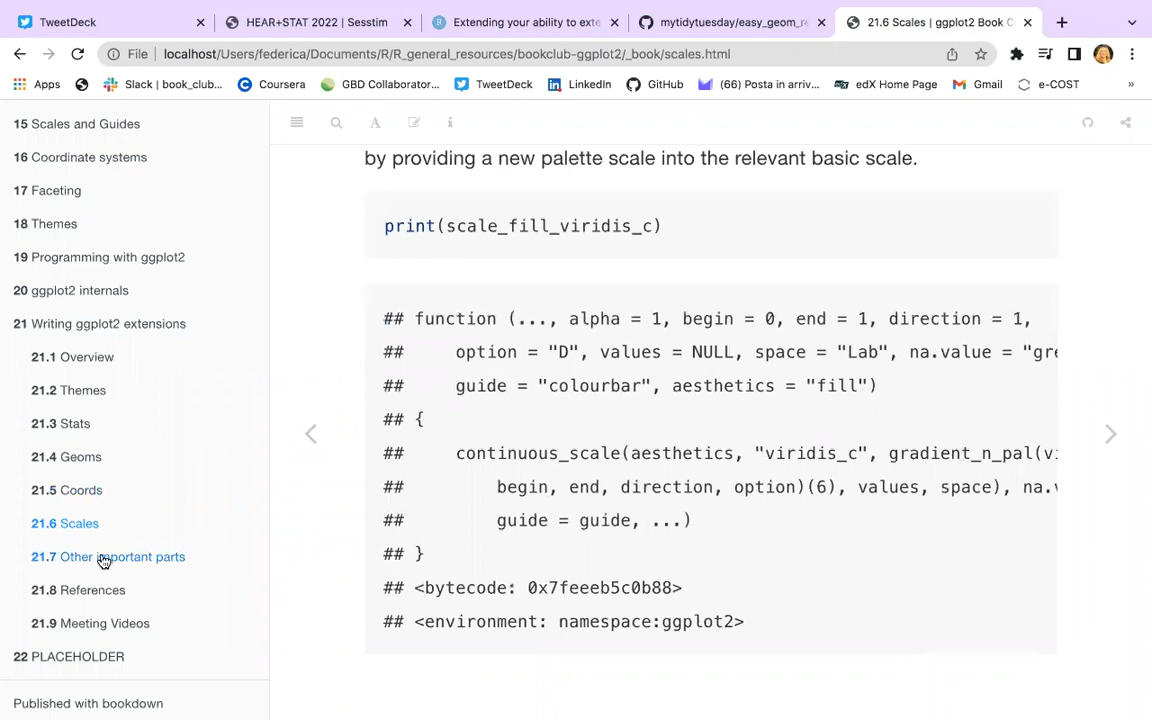 TweetDeck
HEAR+STAT 2022 | Sesstim
Extending your ability to exte
mytidytuesday/easy_geom_re
21.6 Scales | ggplot2 Book C
File
localhost/Users/federica/Documents/R/R_general_resources/bookclub-ggplot2/_book/scales.html
Apps
Slack | book_club...
Coursera
GBD Collaborator...
TweetDeck
LinkedIn
GitHub
(66) Posta in arriv...
edX Home Page
Gmail
e-COST
»
15 Scales and Guides
16 Coordinate systems
17 Faceting
18 Themes
19 Programming with ggplot2
20 ggplot2 internals
21 Writing ggplot2 extensions
21.1 Overview
21.2 Themes
21.3 Stats
21.4 Geoms
21.5 Coords
21.6 Scales
21.7 Other important parts
21.8 References
21.9 Meeting Videos
22 PLACEHOLDER
Published with bookdown
by providing a new palette scale into the relevant basic scale.
print(scale_fill_viridis_c)
## function (..., alpha = 1, begin = 0, end = 1, direction = 1,
## option = "D", values = NULL, space = "Lab", na.value = "gre
## guide = "colourbar", aesthetics = "fill")
## {
## continuous_scale(aesthetics, "viridis_c", gradient_n_pal(vi
## begin, end, direction, option)(6), values, space), na.v
## guide = guide, ...)
## }
## <bytecode: 0x7feeeb5c0b88>
## <environment: namespace:ggplot2>